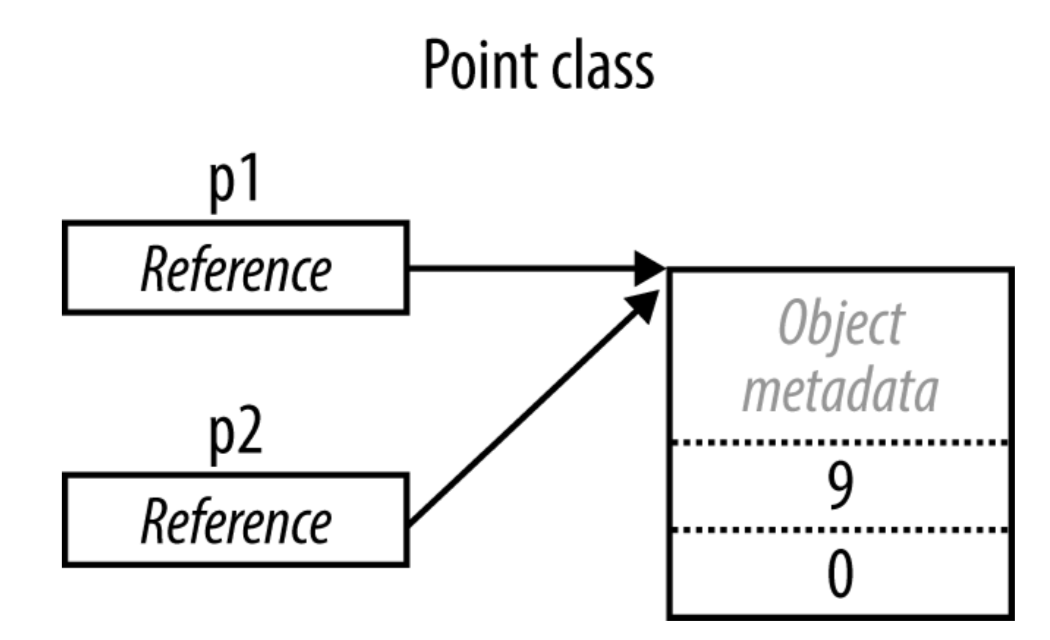 Point class
p1
Reference
p2
Reference
Object
metadata
9
0